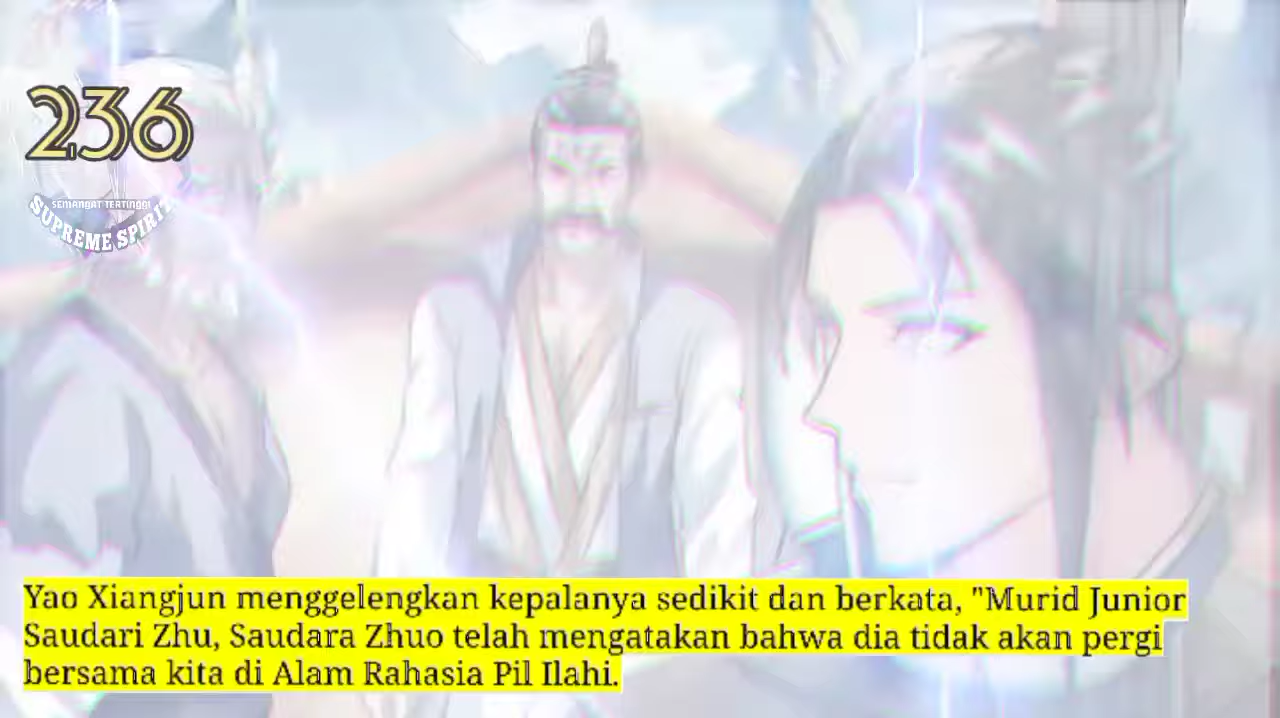 236
SEMANGAT TERTINGGI
SUPREME SPIRIT
Yao Xiangjun menggelengkan kepalanya sedikit dan berkata, "Murid Junior
Saudari Zhu, Saudara Zhuo telah mengatakan bahwa dia tidak akan pergi
bersama kita di Alam Rahasia Pil Ilahi.